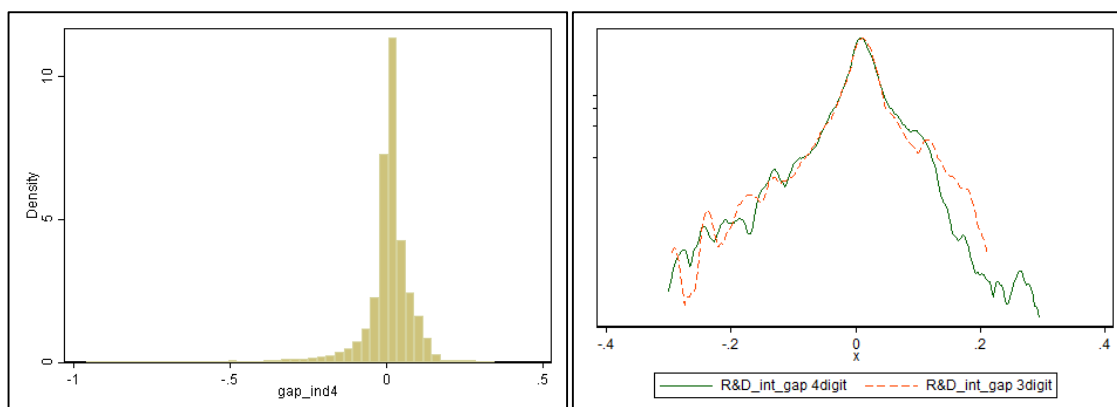 Density
10
5
0
-1
-.5
0
.5
gap_ind4
-.4
-.2
0
.2
.4
x
R&D_int_gap 4digit
R&D_int_gap 3digit